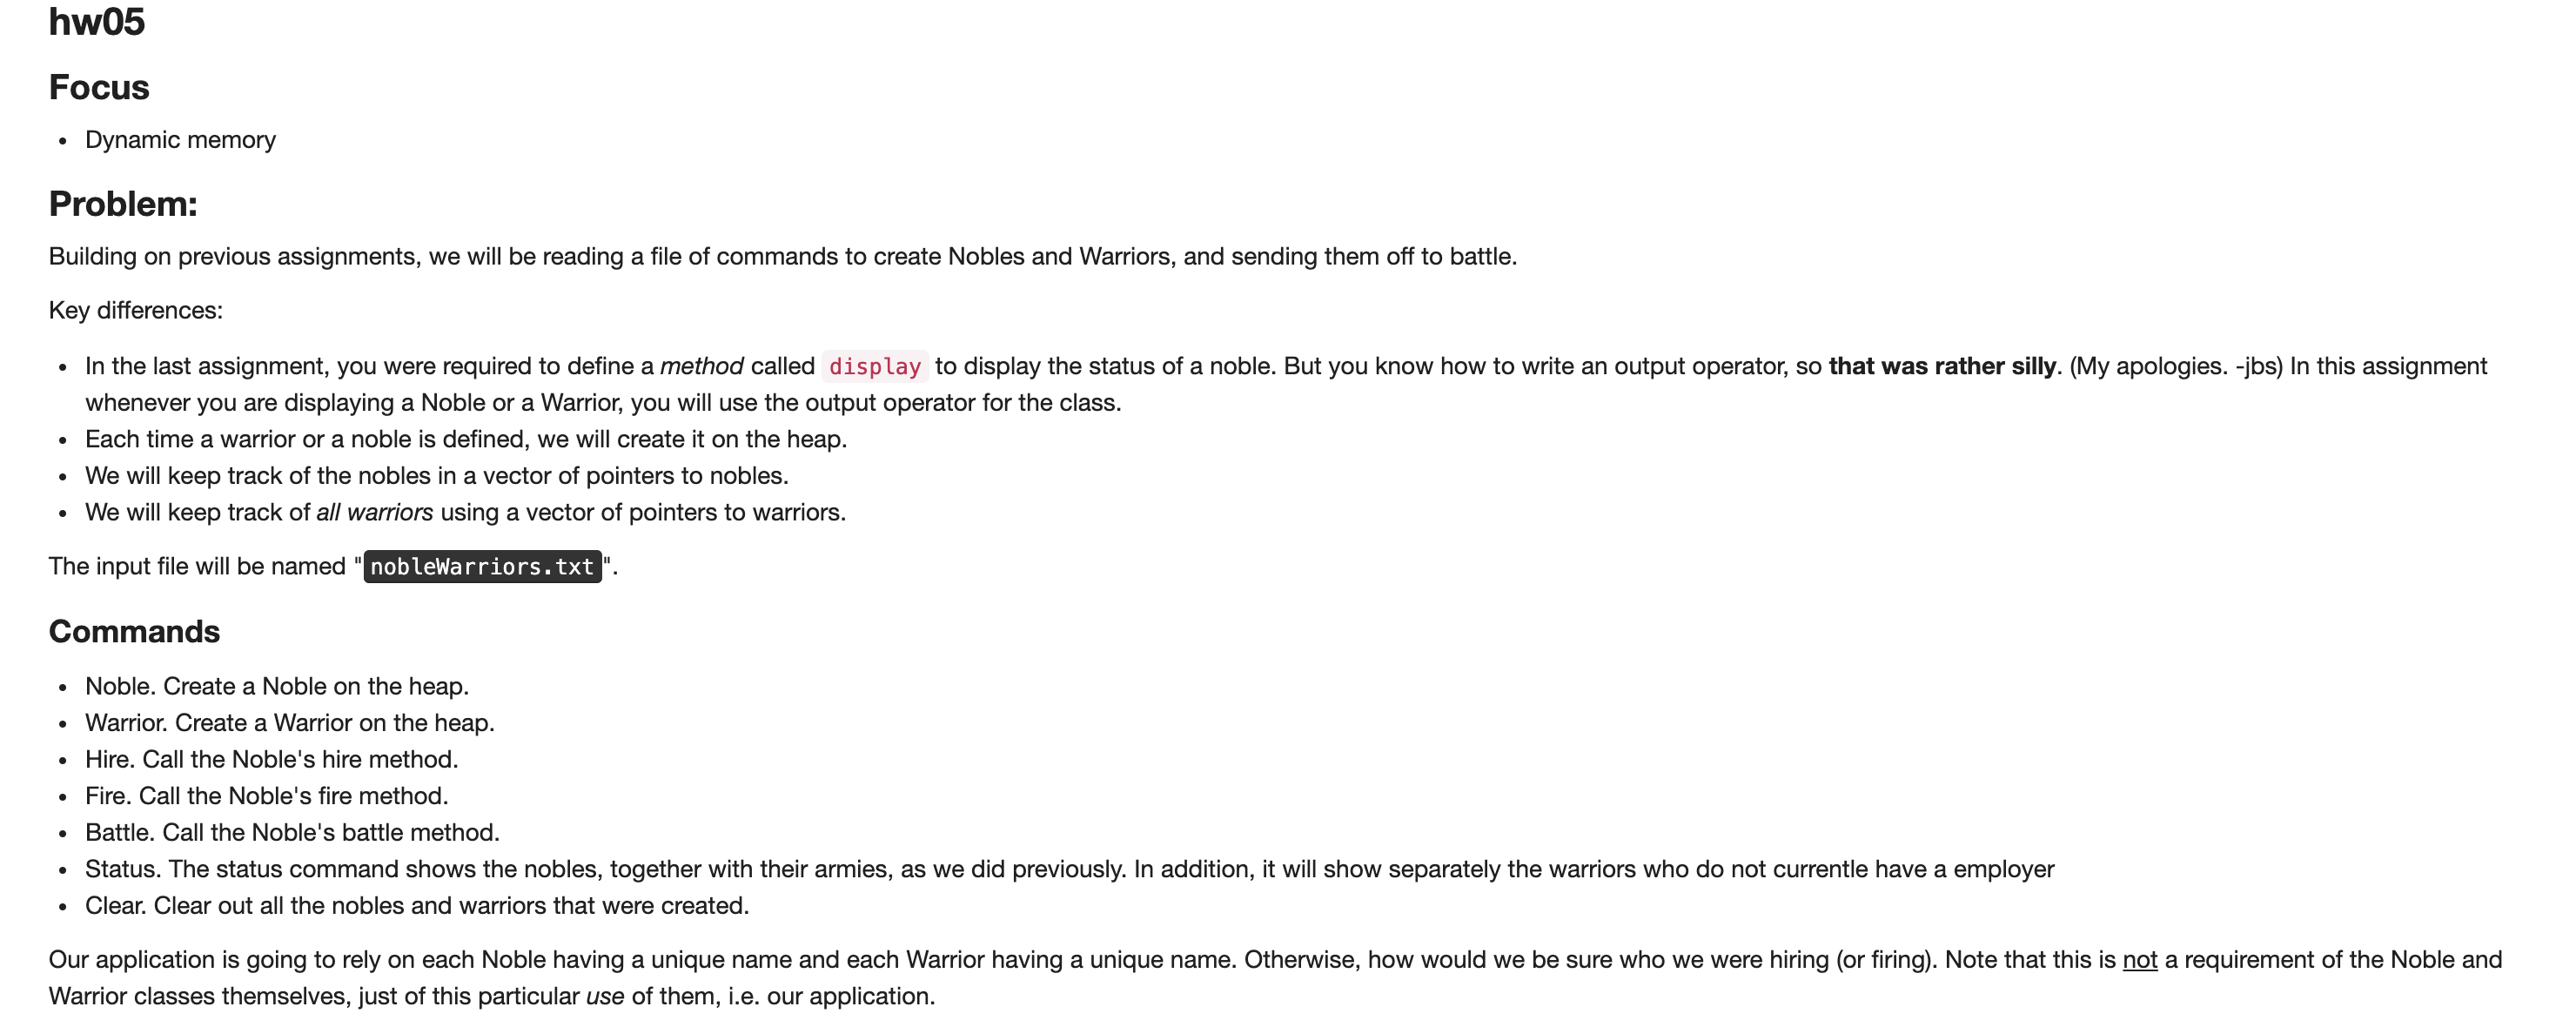 hw05
Focus
• Dynamic memory
Problem:
Building on previous assignments, we will be reading a file of commands to create Nobles and Warriors, and sending them off to battle.
Key differences:
• In the last assignment, you were required to define a method called display to display the status of a noble. But you know how to write an output operator, so that was rather silly. (My apologies. -jbs) In this assignment
whenever you are displaying a Noble or a Warrior, you will use the output operator for the class.
• Each time a warrior or a noble is defined, we will create it on the heap.
• We will keep track of the nobles in a vector of pointers to nobles.
• We will keep track of all warriors using a vector of pointers to warriors.
The input file will be named "nobleWarriors.txt".
Commands
• Noble. Create a Noble on the heap.
• Warrior. Create a Warrior on the heap.
• Hire. Call the Noble's hire method.
• Fire. Call the Noble's fire method.
• Battle. Call the Noble's battle method.
• Status. The status command shows the nobles, together with their armies, as we did previously. In addition, it will show separately the warriors who do not currentle have a employer
• Clear. Clear out all the nobles and warriors that were created.
Our application is going to rely on each Noble having a unique name and each Warrior having a unique name. Otherwise, how would we be sure who we were hiring (or firing). Note that this is not a requirement of the Noble and
Warrior classes themselves, just of this particular use of them, i.e. our application.